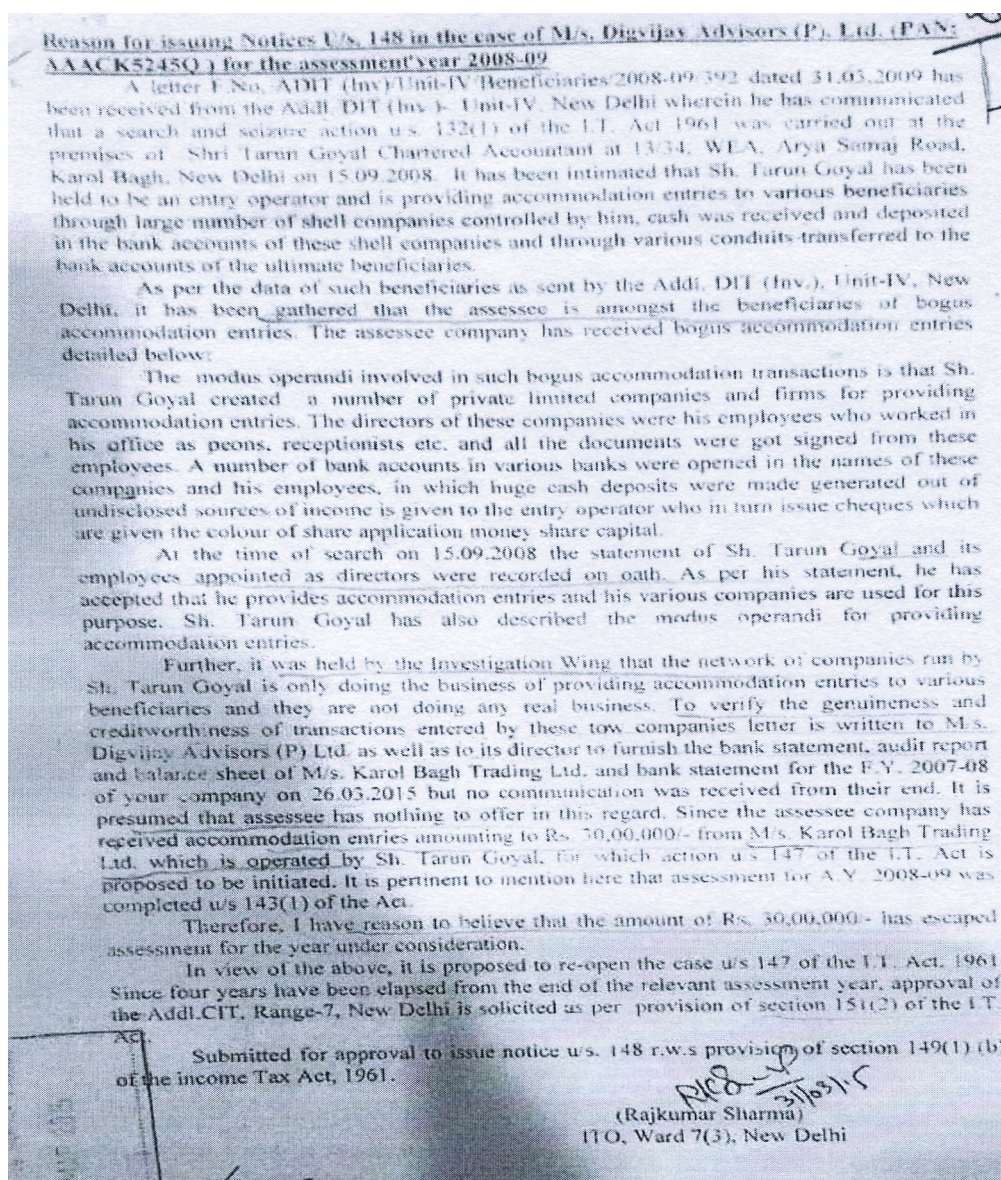 Reason for issuing Notices U/s. 148 in the case of M/s. Digvijay Advisors (P). Ltd. (PAN:
AAACK5245Q ) for the assessment'year 2008-09
A letter F.No. ADIT (Inv)/Unit-IV/Beneficiaries/2008-09/392 dated 31.03.2009 has
been received from the Addl. DIT (Inv.)- Unit-IV, New Delhi wherein he has communicated
that a search and seizure action u/s. 132(1) of the I.T. Act 1961 was carried out at the
premises of Shri Tarun Goyal Chartered Accountant at 13/34, WEA, Arya Samaj Road,
Karol Bagh, New Delhi on 15.09.2008. It has been intimated that Sh. Tarun Goyal has been
held to be an entry operator and is providing accommodation entries to various beneficiaries
through large number of shell companies controlled by him, cash was received and deposited
in the bank accounts of these shell companies and through various conduits transferred to the
bank accounts of the ultimate beneficiaries.
As per the data of such beneficiaries as sent by the Addl. DIT (Inv.), Unit-IV, New
Delhi, it has been gathered that the assessee is amongst the beneficiaries of bogus
accommodation entries. The assessee company has received bogus accommodation entries
detailed below:
The modus operandi involved in such bogus accommodation transactions is that Sh.
Tarun Goyal created a number of private limited companies and firms for providing
accommodation entries. The directors of these companies were his employees who worked in
his office as peons, receptionists etc. and all the documents were got signed from these
employees. A number of bank accounts in various banks were opened in the names of these
companies and his employees, in which huge cash deposits were made generated out of
undisclosed sources of income is given to the entry operator who in turn issue cheques which
are given the colour of share application money share capital.
At the time of search on 15.09.2008 the statement of Sh. Tarun Goyal and its
employees appointed as directors were recorded on oath. As per his statement, he has
accepted that he provides accommodation entries and his various companies are used for this
purpose. Sh. Tarun Goyal has also described the modus operandi for providing
accommodation entries.
Further, it was held by the Investigation Wing that the network of companies run by
Sh. Tarun Goyal is only doing the business of providing accommodation entries to various
beneficiaries and they are not doing any real business. To verify the genuineness and
creditworthiness of transactions entered by these tow companies letter is written to M/s.
Digvijay Advisors (P) Ltd. as well as to its director to furnish the bank statement, audit report
and balance sheet of M/s. Karol Bagh Trading Ltd. and bank statement for the F.Y. 2007-08
of your company on 26.03.2015 but no communication was received from their end. It is
presumed that assessee has nothing to offer in this regard. Since the assessee company has
received accommodation entries amounting to Rs. 30,00,000/- from M/s. Karol Bagh Trading
Ltd. which is operated by Sh. Tarun Goyal, for which action u/s 147 of the I.T. Act is
proposed to be initiated. It is pertinent to mention here that assessment for A.Y. 2008-09 was
completed u/s 143(1) of the Act.
Therefore, I have reason to believe that the amount of Rs. 30,00,000/- has escaped
assessment for the year under consideration.
In view of the above, it is proposed to re-open the case u/s 147 of the I.T. Act, 1961
Since four years have been elapsed from the end of the relevant assessment year, approval of
the Addl.CIT, Range-7, New Delhi is solicited as per provision of section 151(2) of the I.T.
Act.
Submitted for approval to issue notice u/s. 148 r.w.s provision of section 149(1) (b)
of the income Tax Act, 1961.
31/03/15
(Rajkumar Sharma)
ITO, Ward 7(3), New Delhi